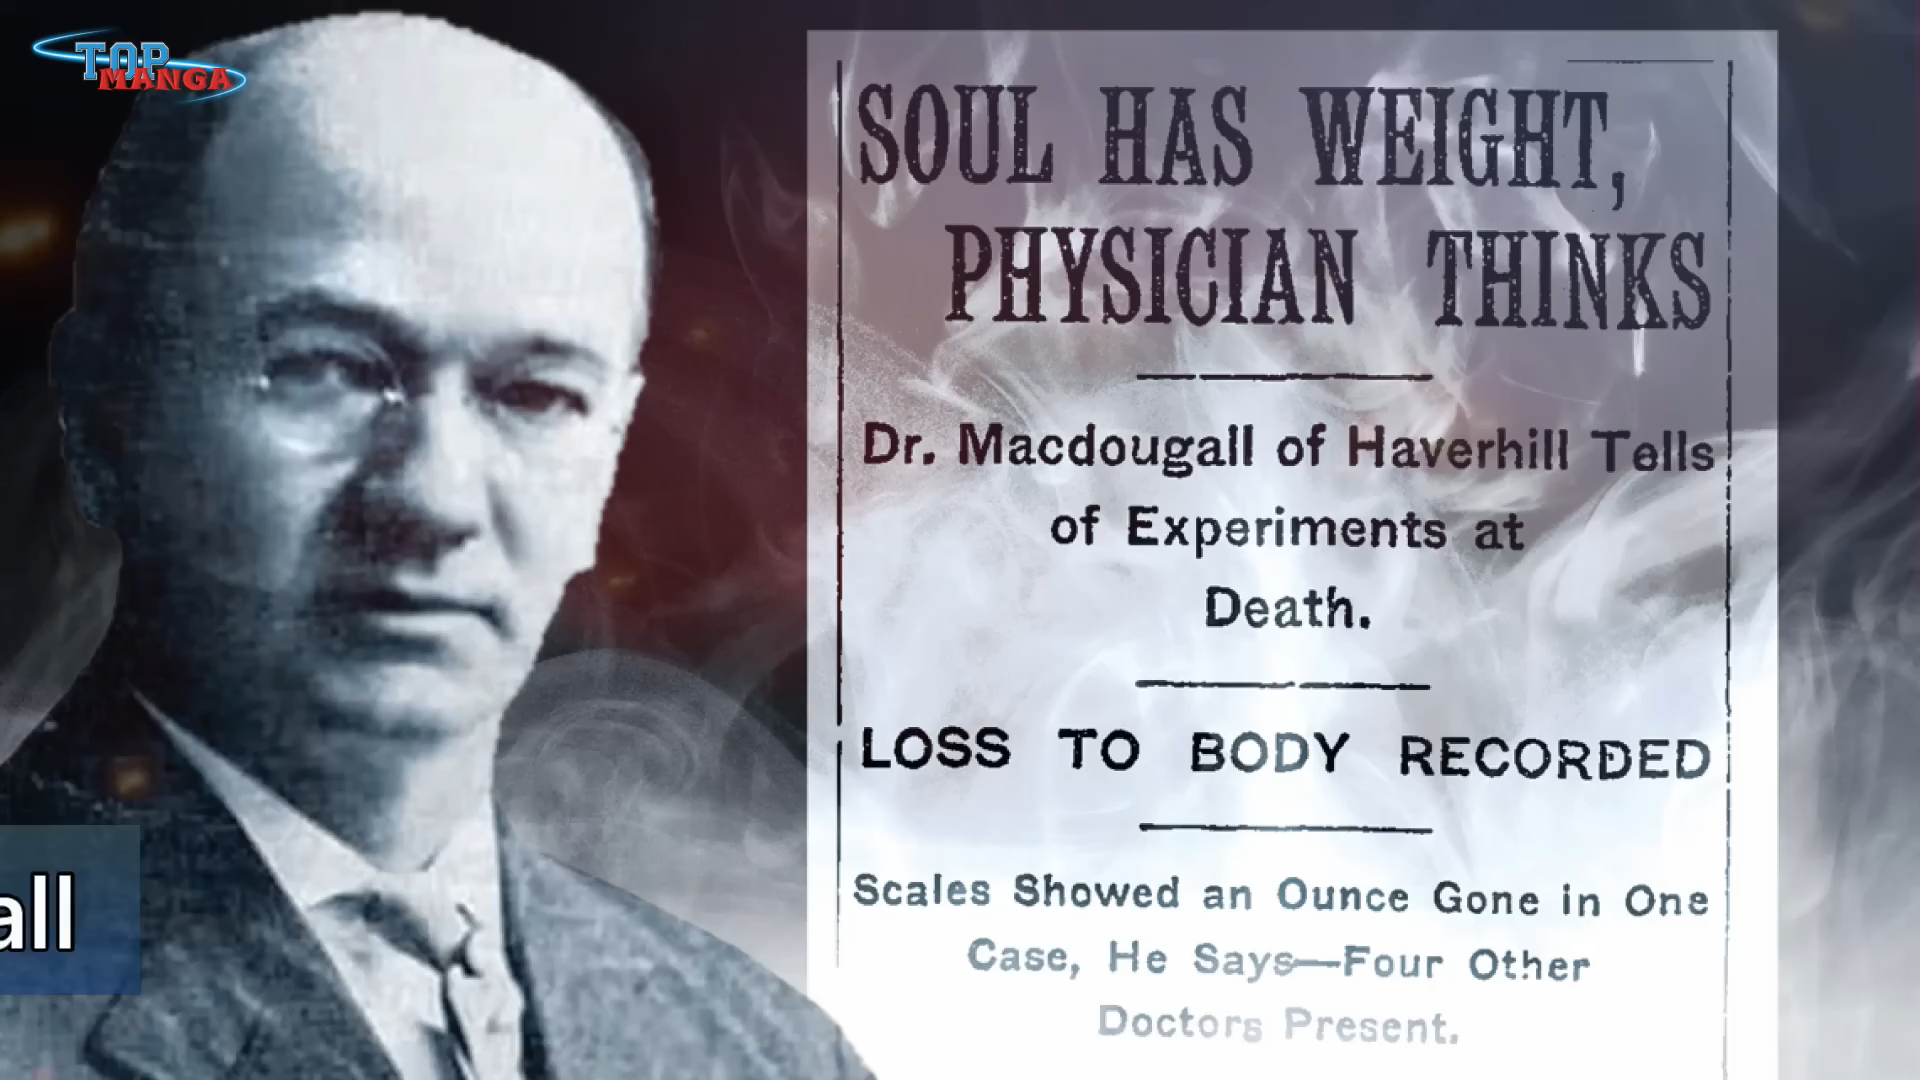 TOP
MANGA
SOUL HAS WEIGHT,
PHYSICIAN THINKS
Dr. Macdougall of Haverhill Tells
of Experiments at
Death.
LOSS TO BODY RECORDED
Scales Showed an Ounce Gone in One
Case, He Says—Four Other
Doctors Present.
all